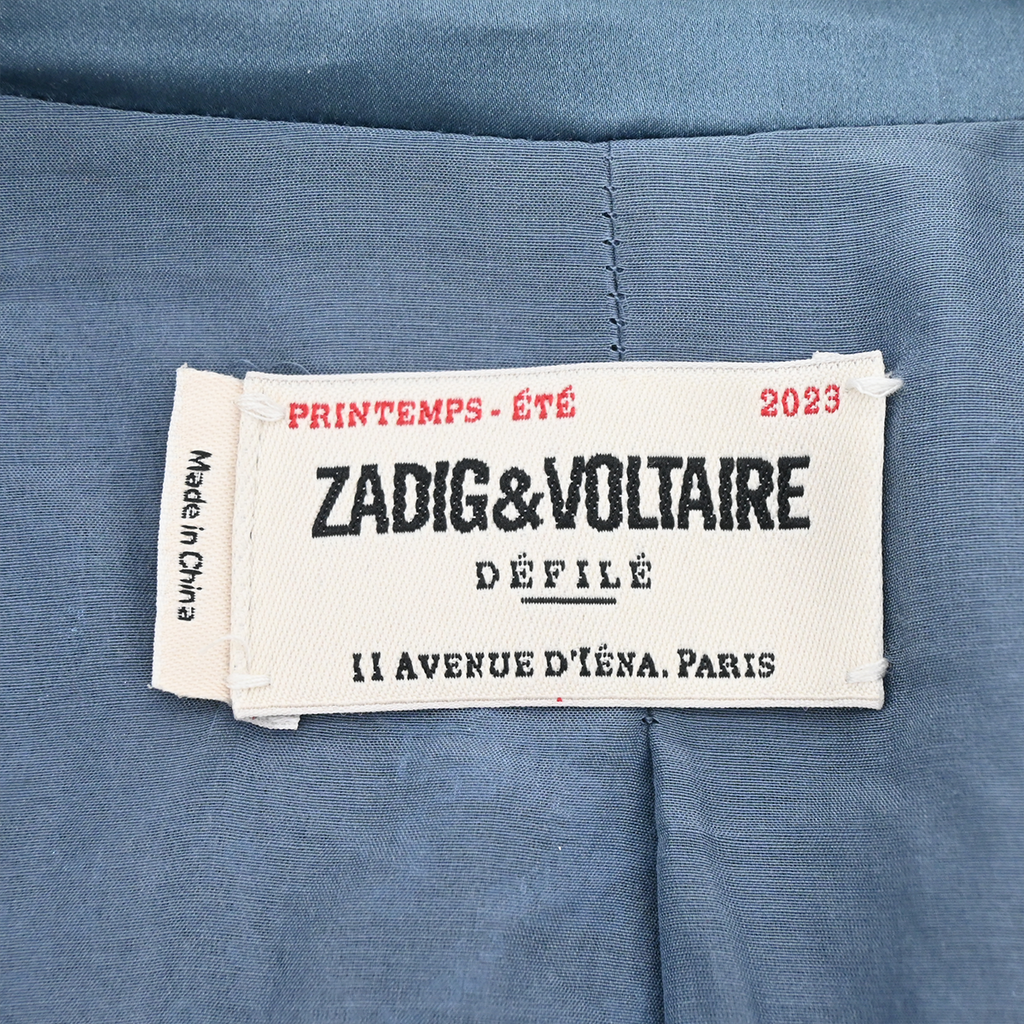 PRINTEMPS - ÉTÉ 2023
ZADIG&VOLTAIRE
DÉFILÉ
11 AVENUE D'IÉNA. PARIS
Made in China